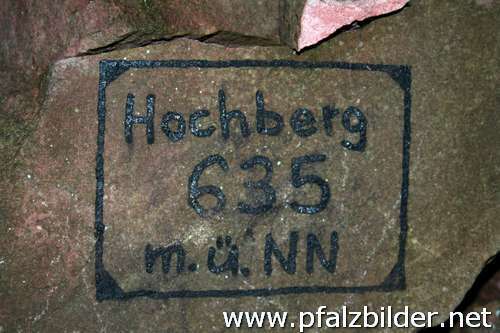 Hochberg
635
m.ü.NN
www.pfalzbilder.net